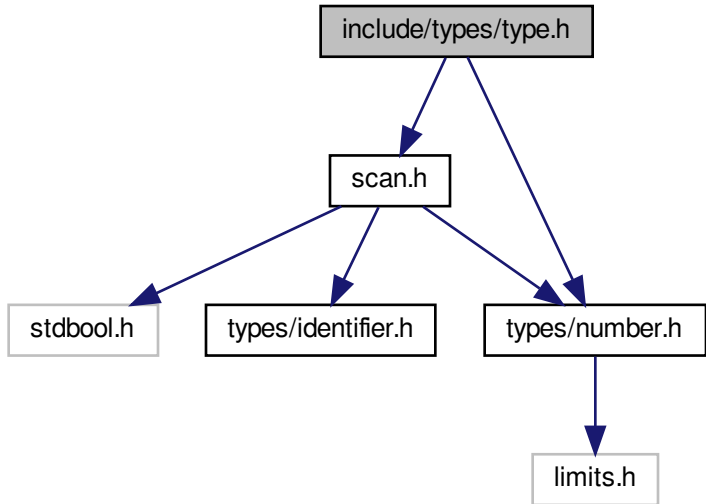 include/types/type.h
scan.h
stdbool.h
types/identifier.h
types/number.h
limits.h